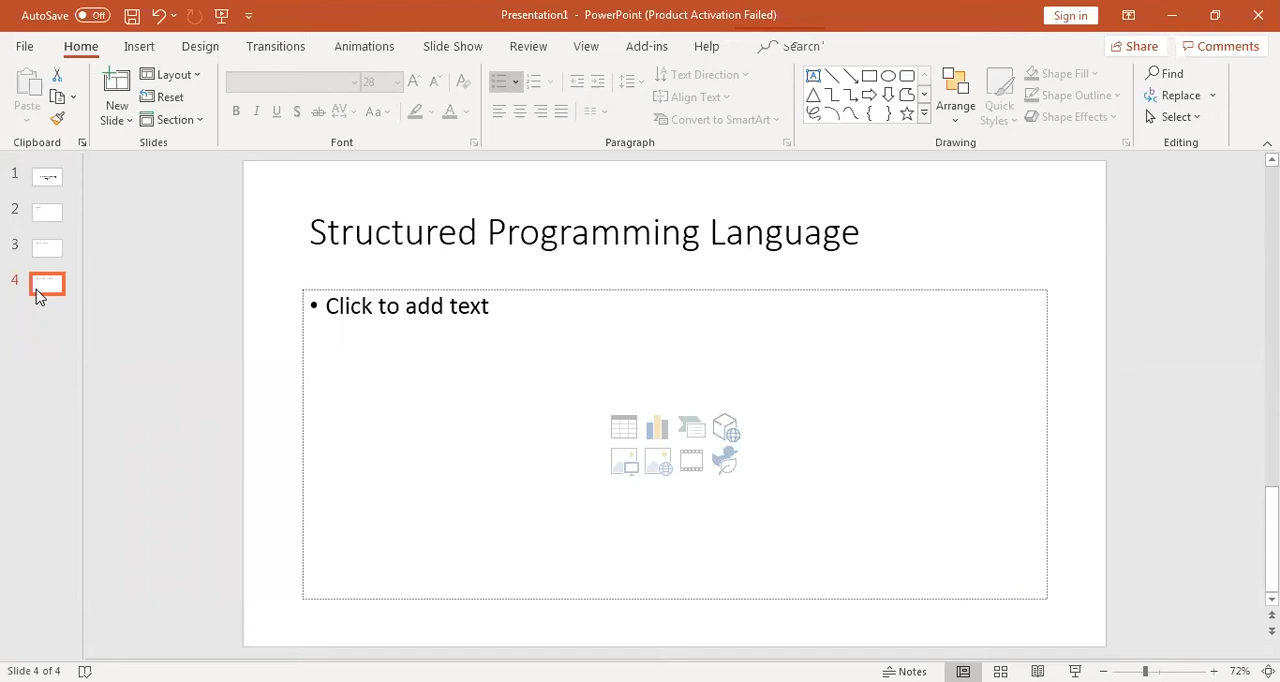 AutoSave Off Presentation1 - PowerPoint (Product Activation Failed) Sign in
File Home Insert Design Transitions Animations Slide Show Review View Add-ins Help Search Share Comments
Paste New Slide Layout 28 Text Direction Arrange Quick Styles Shape Fill Find
Reset Align Text Shape Outline Replace
Section B I U S ab AV Aa A Convert to SmartArt Shape Effects Select
Clipboard Slides Font Paragraph Drawing Editing
1
2
3
4
Structured Programming Language
• Click to add text
Slide 4 of 4 Notes 72%